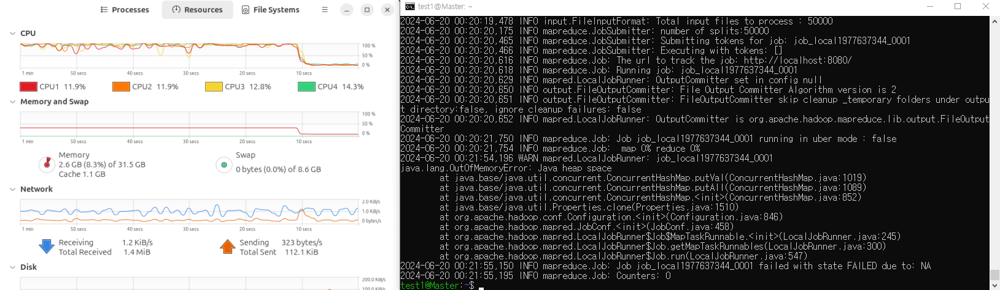 Processes
Resources
File Systems
CPU
100 %
50 %
0 %
1 min
50 secs
40 secs
30 secs
20 secs
10 secs
CPU1 11.9%
CPU2 11.9%
CPU3 12.8%
CPU4 14.3%
Memory and Swap
100 %
50 %
0 %
1 min
50 secs
40 secs
30 secs
20 secs
10 secs
Memory
2.6 GB (8.3%) of 31.5 GB
Cache 1.1 GB
Swap
0 bytes (0.0%) of 8.6 GB
Network
2.0 KiB/s
1.0 KiB/s
0 bytes/s
1 min
50 secs
40 secs
30 secs
20 secs
10 secs
Receiving 1.2 KiB/s
Total Received 1.4 MiB
Sending 323 bytes/s
Total Sent 112.1 KiB
Disk
200.0 KiB/s
100.0 KiB/s
test1@Master: ~
2024-06-20 00:20:19,478 INFO input.FileInputFormat: Total input files to process : 50000
2024-06-20 00:20:20,175 INFO mapreduce.JobSubmitter: number of splits:50000
2024-06-20 00:20:20,465 INFO mapreduce.JobSubmitter: Submitting tokens for job: job_local1977637344_0001
2024-06-20 00:20:20,466 INFO mapreduce.JobSubmitter: Executing with tokens: []
2024-06-20 00:20:20,616 INFO mapreduce.Job: The url to track the job: http://localhost:8080/
2024-06-20 00:20:20,618 INFO mapreduce.Job: Running job: job_local1977637344_0001
2024-06-20 00:20:20,629 INFO mapred.LocalJobRunner: OutputCommitter set in config null
2024-06-20 00:20:20,650 INFO output.FileOutputCommitter: File Output Committer Algorithm version is 2
2024-06-20 00:20:20,651 INFO output.FileOutputCommitter: FileOutputCommitter skip cleanup _temporary folders under outpu
t directory:false, ignore cleanup failures: false
2024-06-20 00:20:20,652 INFO mapred.LocalJobRunner: OutputCommitter is org.apache.hadoop.mapreduce.lib.output.FileOutput
Committer
2024-06-20 00:20:21,750 INFO mapreduce.Job: Job job_local1977637344_0001 running in uber mode : false
2024-06-20 00:20:21,754 INFO mapreduce.Job:  map 0% reduce 0%
2024-06-20 00:21:54,196 WARN mapred.LocalJobRunner: job_local1977637344_0001
java.lang.OutOfMemoryError: Java heap space
at java.base/java.util.concurrent.ConcurrentHashMap.putVal(ConcurrentHashMap.java:1019)
at java.base/java.util.concurrent.ConcurrentHashMap.putAll(ConcurrentHashMap.java:1089)
at java.base/java.util.concurrent.ConcurrentHashMap.<init>(ConcurrentHashMap.java:852)
at java.base/java.util.Properties.clone(Properties.java:1510)
at org.apache.hadoop.conf.Configuration.<init>(Configuration.java:846)
at org.apache.hadoop.mapred.JobConf.<init>(JobConf.java:458)
at org.apache.hadoop.mapred.LocalJobRunner$Job$MapTaskRunnable.<init>(LocalJobRunner.java:245)
at org.apache.hadoop.mapred.LocalJobRunner$Job.getMapTaskRunnables(LocalJobRunner.java:300)
at org.apache.hadoop.mapred.LocalJobRunner$Job.run(LocalJobRunner.java:547)
2024-06-20 00:21:55,150 INFO mapreduce.Job: Job job_local1977637344_0001 failed with state FAILED due to: NA
2024-06-20 00:21:55,195 INFO mapreduce.Job: Counters: 0
test1@Master:~$